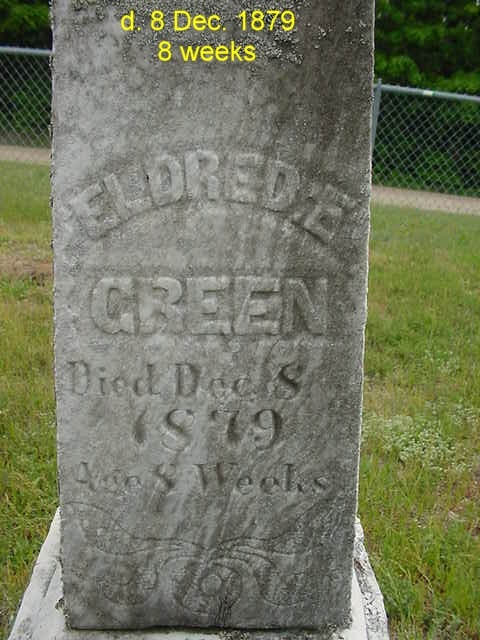 d. 8 Dec. 1879
8 weeks
ELDRED. E
GREEN
Died Dec. 8
1879
Age 8 Weeks